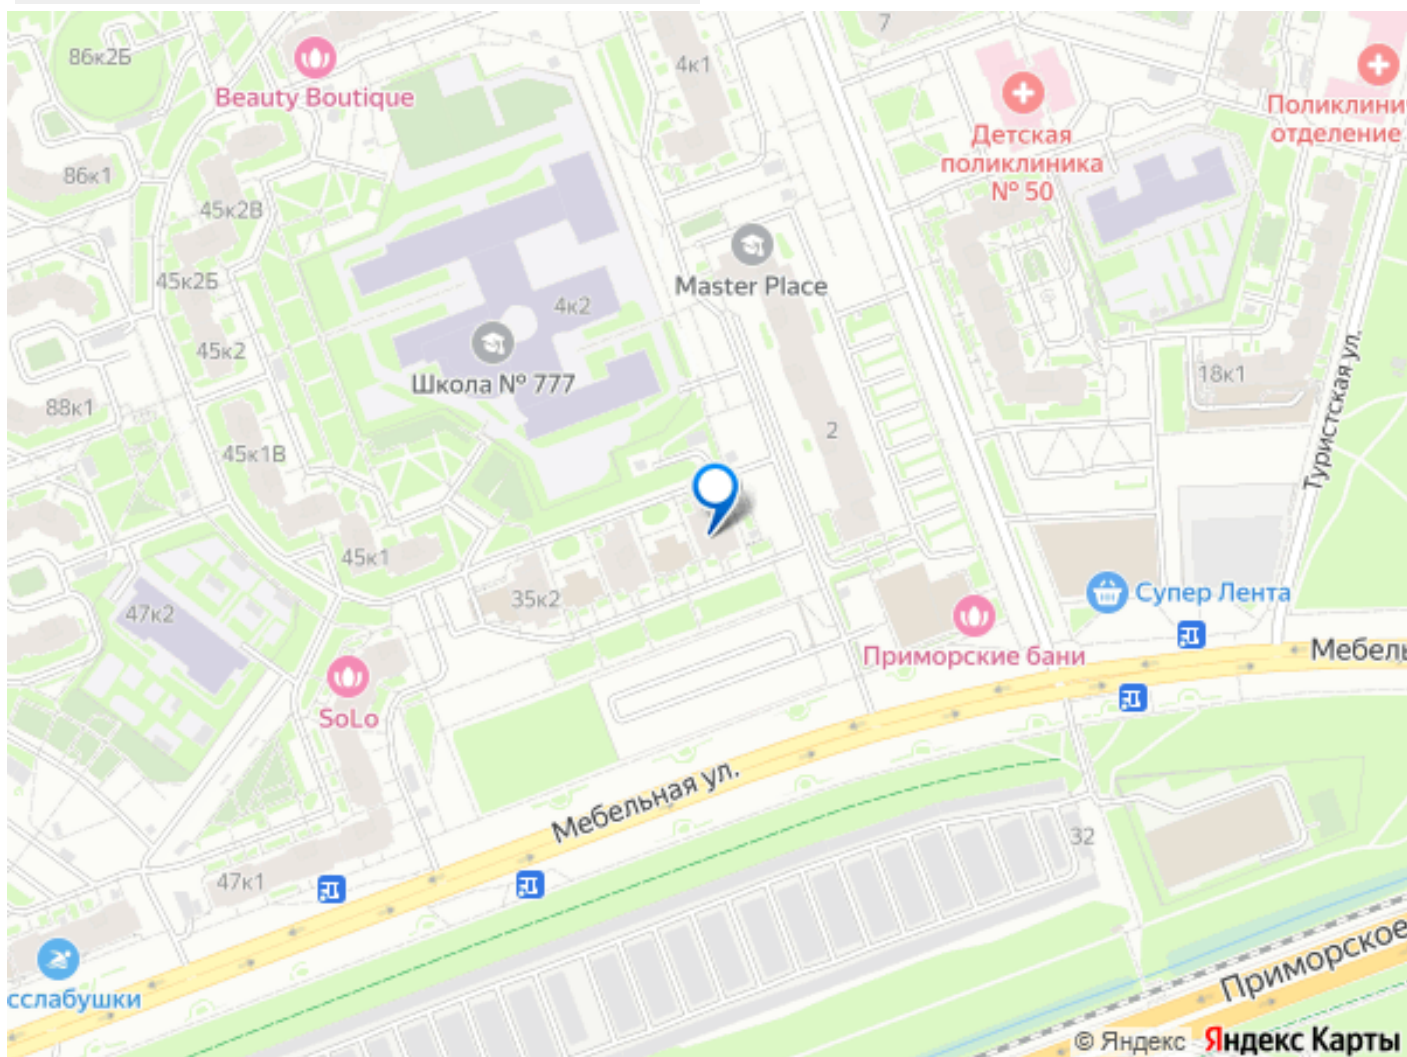 86к2Б
Beauty Boutique
4к1
7
Детская
поликлиника
№ 50
Поликлини
отделение
86к1
45к2В
45к2Б
45к2
Master Place
4к2
Школа № 777
88к1
45к1В
2
18к1
Туристская ул.
45к1
35к2
47к2
Супер Лента
Приморские бани
Мебель
SoLo
Мебельная ул.
32
47к1
сслабушки
Приморское
© Яндекс Яндекс Карты